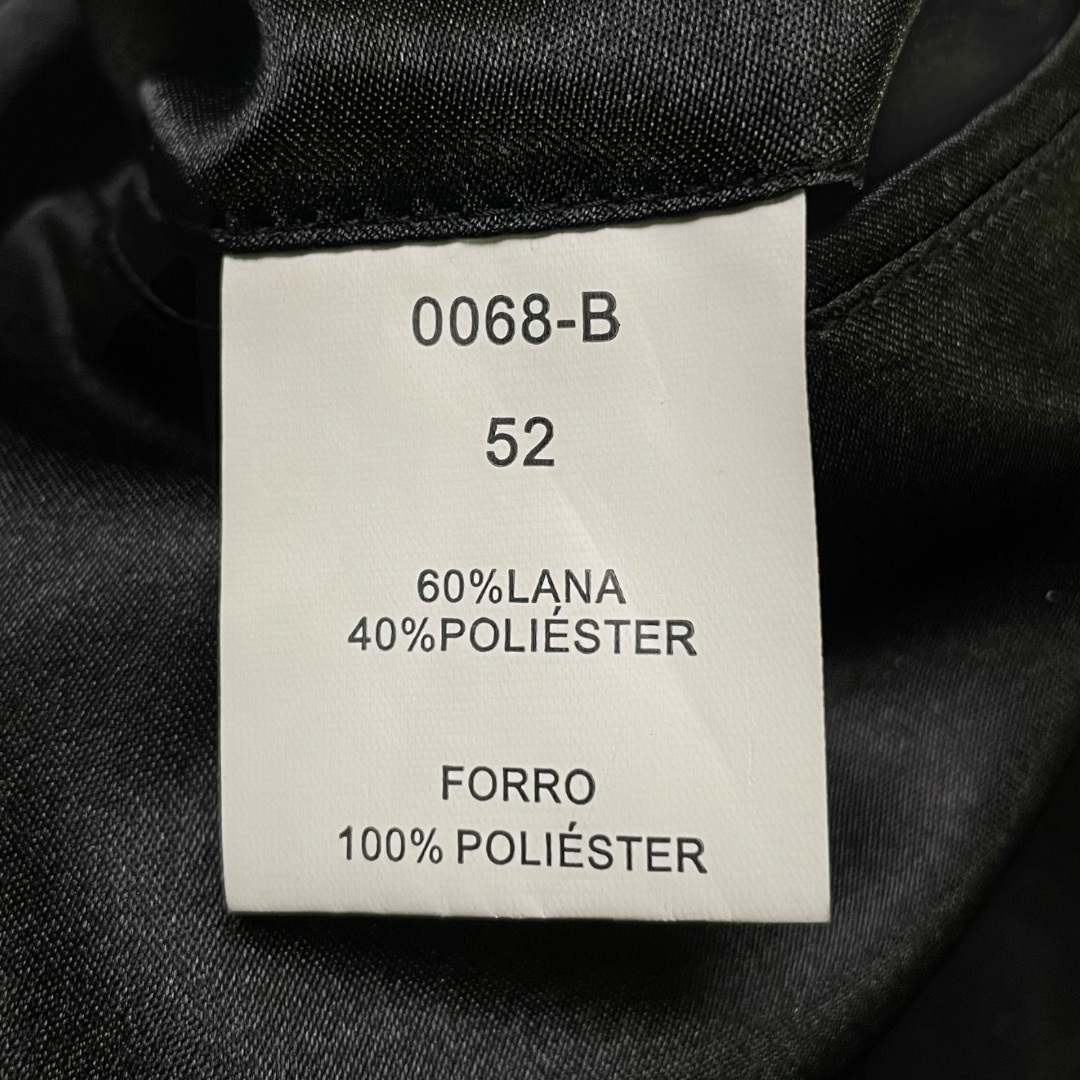 0068-B
52
60%LANA
40%POLIÉSTER
FORRO
100% POLIÉSTER